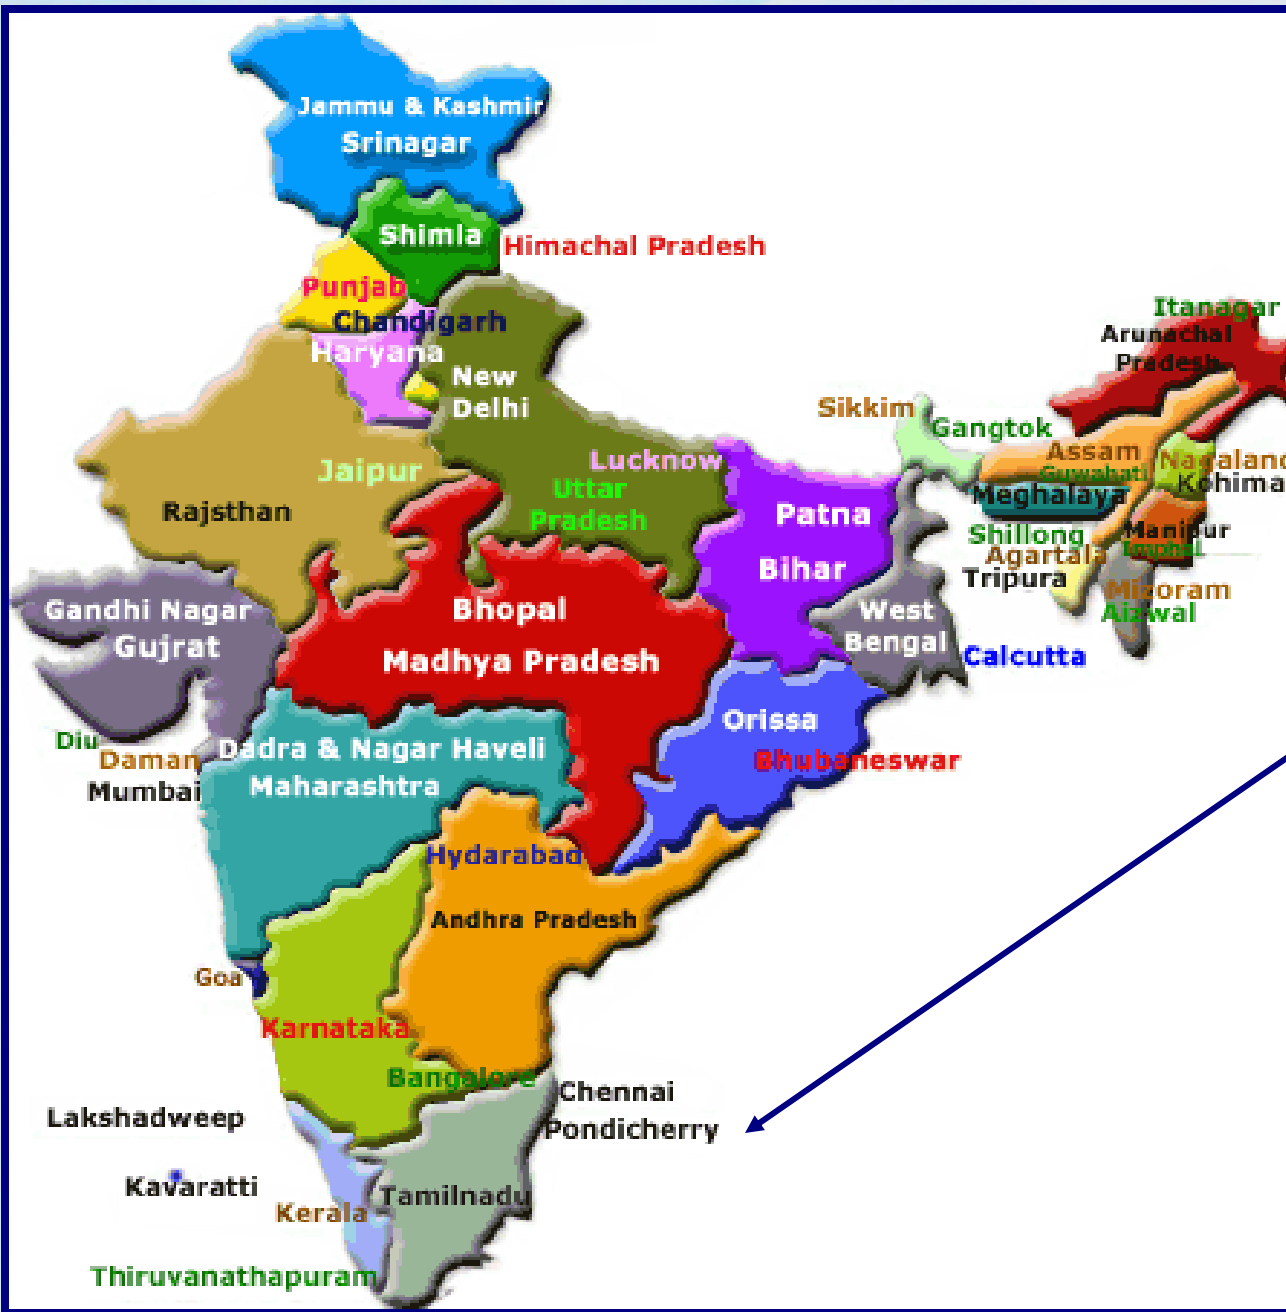 Jammu & Kashmir
Srinagar
Shimla
Himachal Pradesh
Punjab
Chandigarh
Haryana
New
Delhi
Itanagar
Arunachal
Pradesh
Sikkim
Gangtok
Assam
Guwahati
Nagaland
Kohima
Meghalaya
Shillong
Manipur
Imphal
Agartala
Tripura
Mizoram
Aizwal
Lucknow
Uttar
Pradesh
Jaipur
Rajsthan
Patna
Bihar
West
Bengal
Calcutta
Gandhi Nagar
Gujrat
Bhopal
Madhya Pradesh
Orissa
Bhubaneswar
Diu
Daman
Mumbai
Dadra & Nagar Haveli
Maharashtra
Hydarabad
Andhra Pradesh
Goa
Karnataka
Bangalore
Chennai
Pondicherry
Lakshadweep
Kavaratti
Kerala
Tamilnadu
Thiruvanathapuram